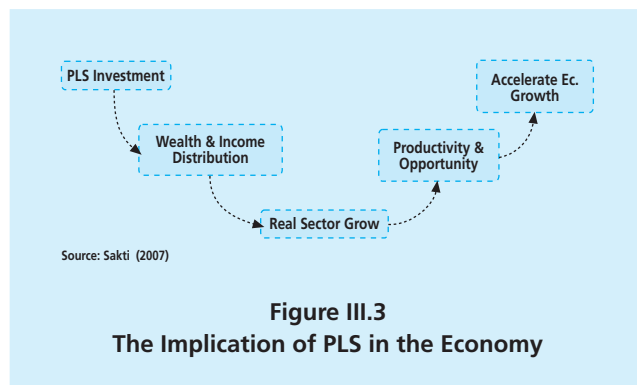 PLS Investment
Wealth & Income
Distribution
Real Sector Grow
Productivity &
Opportunity
Accelerate Ec.
Growth
Source: Sakti (2007)
Figure III.3
The Implication of PLS in the Economy